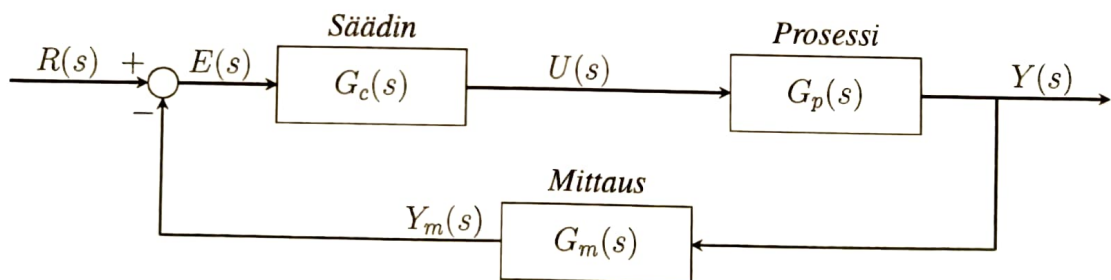 Säädin
Prosessi
R(s) + E(s) G_c(s) U(s) G_p(s) Y(s)
−
Mittaus
Y_m(s) G_m(s)